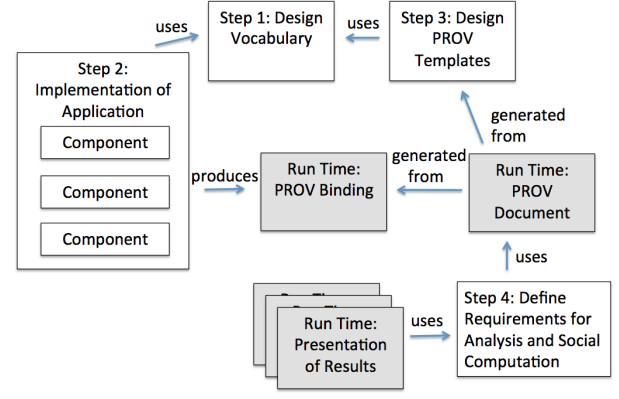 Step 1: Design
Vocabulary
uses
uses
Step 3: Design
PROV
Templates
Step 2:
Implementation of
Application
Component
Component
Component
produces
Run Time:
PROV Binding
generated
from
generated
from
Run Time:
PROV
Document
uses
Run Time:
Presentation
of Results
uses
Step 4: Define
Requirements for
Analysis and Social
Computation